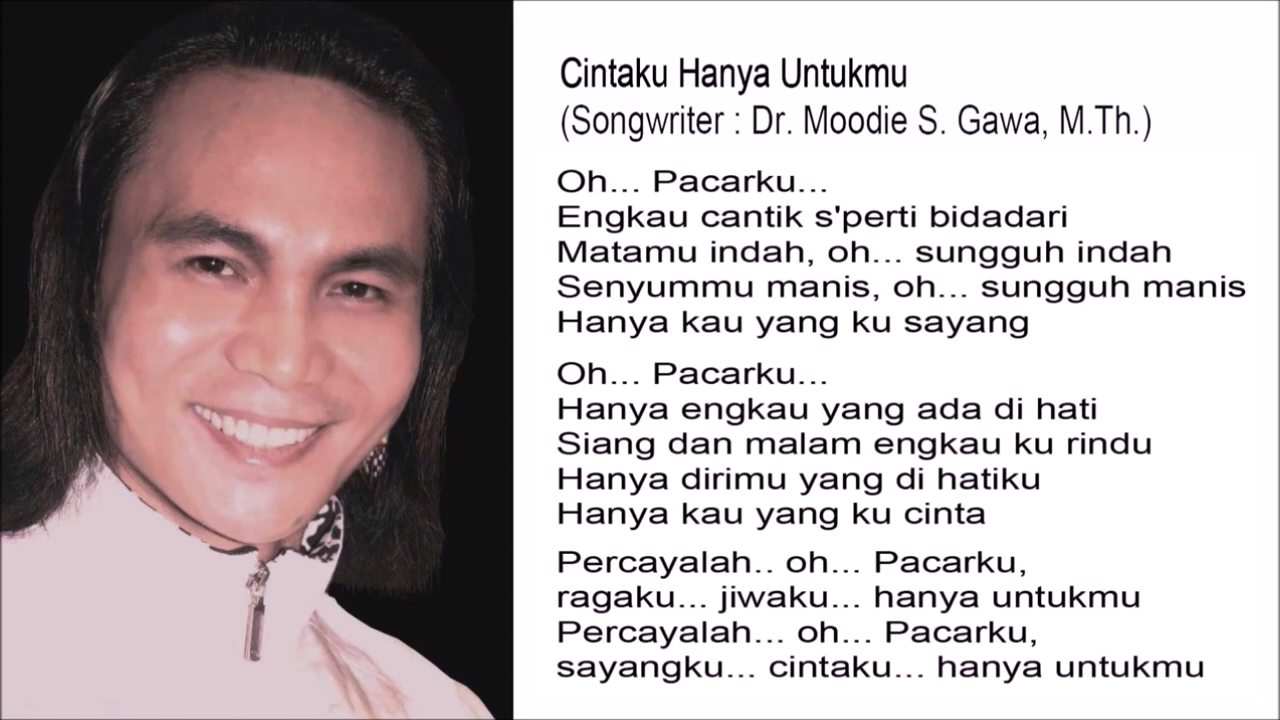 Cintaku Hanya Untukmu
(Songwriter : Dr. Moodie S. Gawa, M.Th.)
Oh... Pacarku...
Engkau cantik s'perti bidadari
Matamu indah, oh... sungguh indah
Senyummu manis, oh... sungguh manis
Hanya kau yang ku sayang
Oh... Pacarku...
Hanya engkau yang ada di hati
Siang dan malam engkau ku rindu
Hanya dirimu yang di hatiku
Hanya kau yang ku cinta
Percayalah.. oh... Pacarku,
ragaku... jiwaku... hanya untukmu
Percayalah... oh... Pacarku,
sayangku... cintaku... hanya untukmu